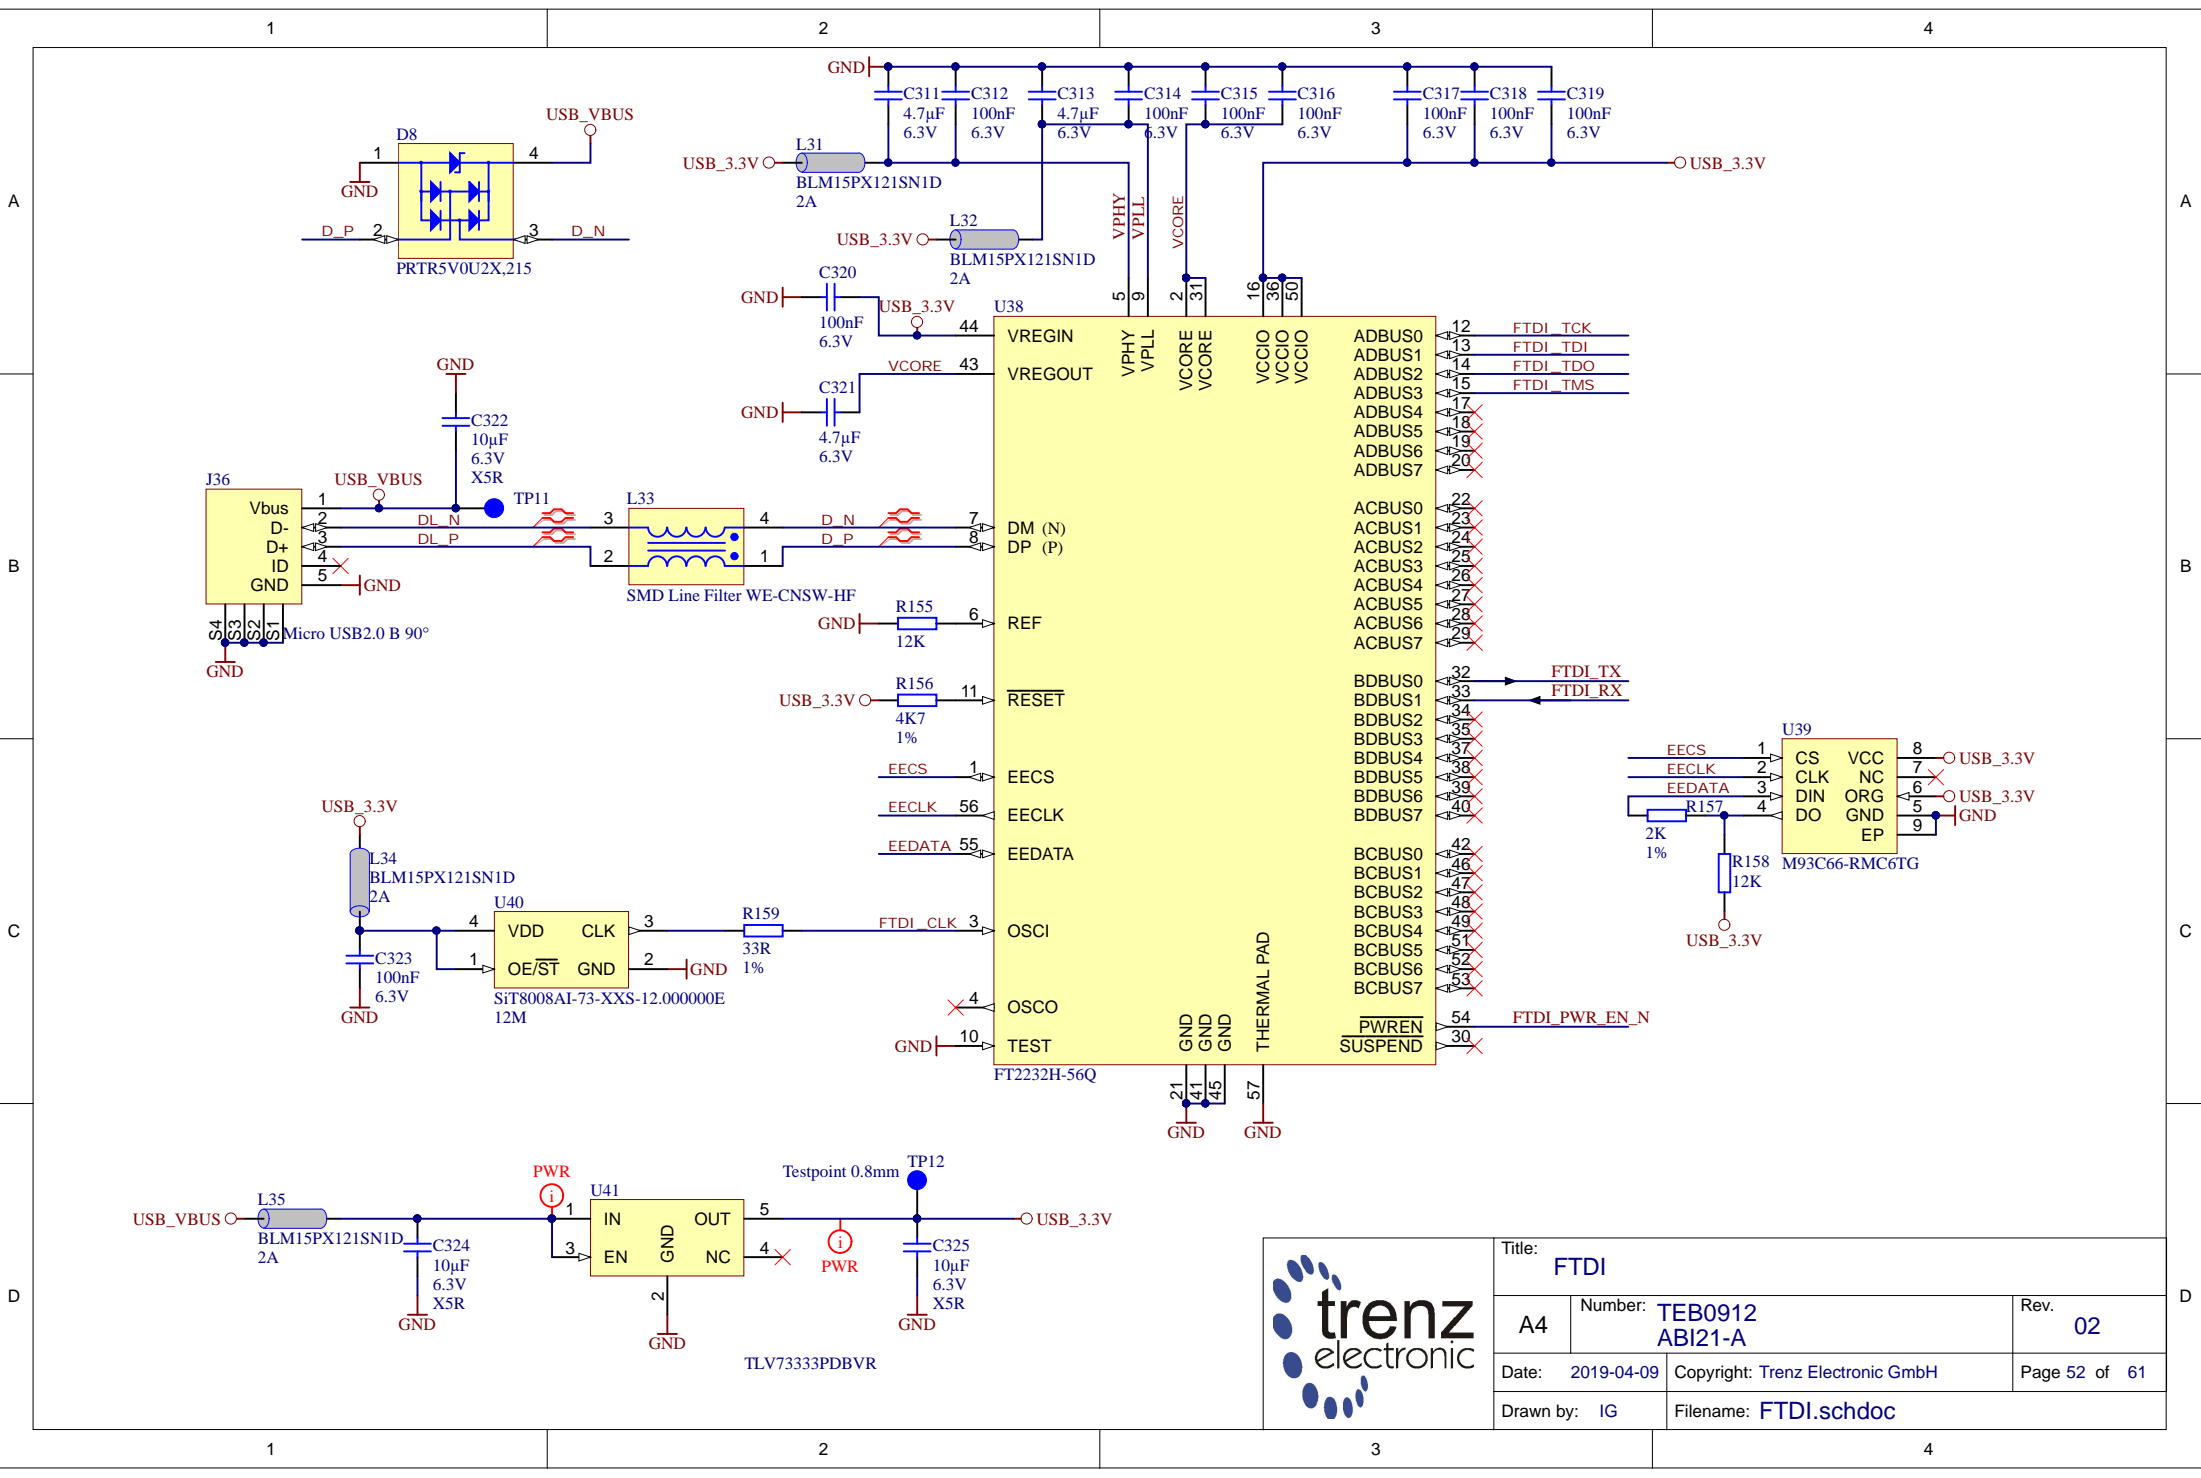 1 2 3 4
A A
B B
C C
D D
1 2 3 4
GND
C311 4.7µF 6.3V
C312 100nF 6.3V
C313 4.7µF 6.3V
C314 100nF 6.3V
C315 100nF 6.3V
C316 100nF 6.3V
C317 100nF 6.3V
C318 100nF 6.3V
C319 100nF 6.3V
USB_3.3V
L31
BLM15PX121SN1D
2A
USB_3.3V
USB_3.3V
L32
BLM15PX121SN1D
2A
VPHY
VPLL
VCORE
D8
USB_VBUS
1 4
GND
D_P 2 3 D_N
PRTR5V0U2X,215
GND
C320
100nF
6.3V
USB_3.3V
GND
C321
4.7µF
6.3V
VCORE
U38
5 VPHY
9 VPLL
2 VCORE
31 VCORE
16 VCCIO
36 VCCIO
50 VCCIO
44 VREGIN
43 VREGOUT
7 DM (N)
8 DP (P)
6 REF
11 RESET
1 EECS
56 EECLK
55 EEDATA
3 OSCI
4 OSCO
10 TEST
ADBUS0 12 FTDI_TCK
ADBUS1 13 FTDI_TDI
ADBUS2 14 FTDI_TDO
ADBUS3 15 FTDI_TMS
ADBUS4 17
ADBUS5 18
ADBUS6 19
ADBUS7 20
ACBUS0 22
ACBUS1 23
ACBUS2 24
ACBUS3 25
ACBUS4 26
ACBUS5 27
ACBUS6 28
ACBUS7 29
BDBUS0 32 FTDI_TX
BDBUS1 33 FTDI_RX
BDBUS2 34
BDBUS3 35
BDBUS4 37
BDBUS5 38
BDBUS6 39
BDBUS7 40
BCBUS0 42
BCBUS1 46
BCBUS2 47
BCBUS3 48
BCBUS4 49
BCBUS5 51
BCBUS6 52
BCBUS7 53
PWREN 54 FTDI_PWR_EN_N
SUSPEND 30
GND 21
GND 41
GND 45
THERMAL PAD 57
GND GND
FT2232H-56Q
GND
C322
10µF
6.3V
X5R
J36
USB_VBUS
TP11
Vbus 1
D- 2 DL_N
D+ 3 DL_P
ID 4
GND 5 GND
S4 S3 S2 S1
Micro USB2.0 B 90°
GND
L33
3 4 D_N
2 1 D_P
SMD Line Filter WE-CNSW-HF
GND
R155
12K
USB_3.3V
R156
4K7
1%
EECS
EECLK
EEDATA
USB_3.3V
L34
BLM15PX121SN1D
2A
C323
100nF
6.3V
GND
U40
4 VDD CLK 3
1 OE/ST GND 2 GND
SiT8008AI-73-XXS-12.000000E
12M
R159
33R
1%
FTDI_CLK
GND
U39
EECS 1 CS VCC 8 USB_3.3V
EECLK 2 CLK NC 7
EEDATA 3 DIN ORG 6 USB_3.3V
4 DO GND 5 GND
EP 9
M93C66-RMC6TG
R157
2K
1%
R158
12K
USB_3.3V
USB_VBUS
L35
BLM15PX121SN1D
2A
C324
10µF
6.3V
X5R
GND
PWR
i
U41
1 IN OUT 5
3 EN GND NC 4
2
GND
TLV73333PDBVR
i
PWR
Testpoint 0.8mm
TP12
USB_3.3V
C325
10µF
6.3V
X5R
GND
trenz
electronic
Title:
FTDI
A4
Number: TEB0912
ABI21-A
Rev.
02
Date: 2019-04-09
Copyright: Trenz Electronic GmbH
Page 52 of 61
Drawn by: IG
Filename: FTDI.schdoc